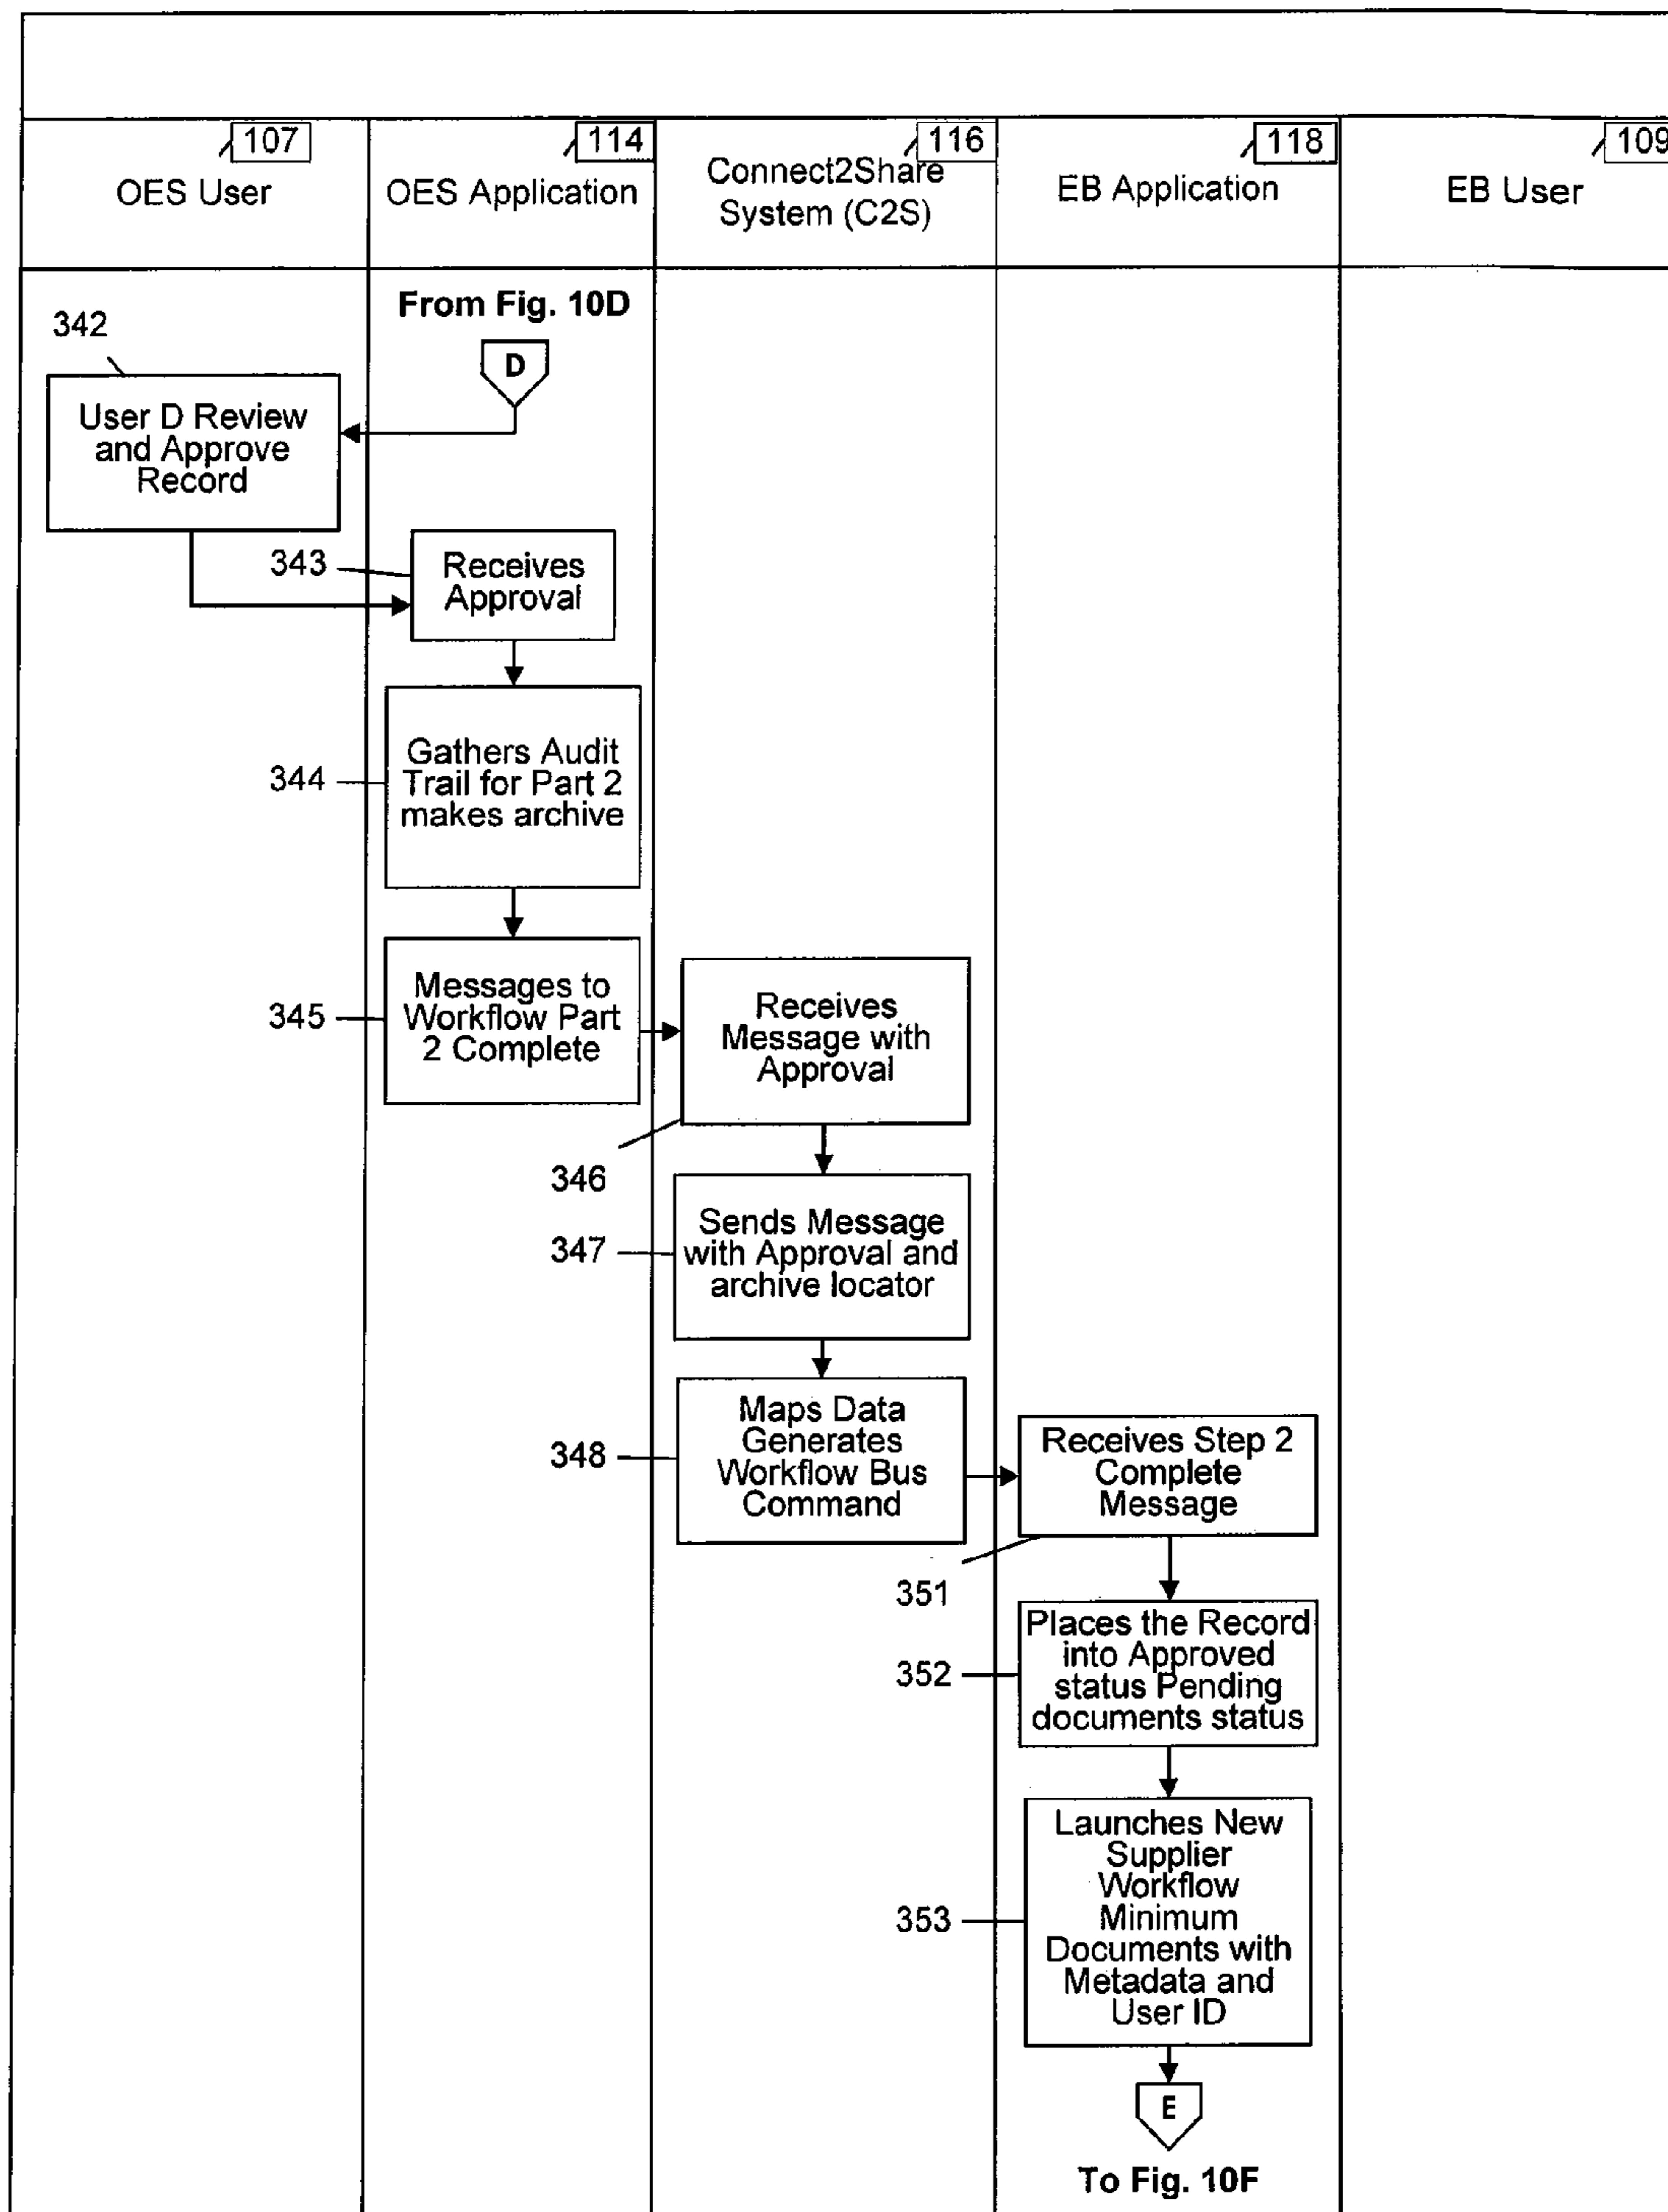 107
114
116
118
109
OES User
OES Application
Connect2Share
System (C2S)
EB Application
EB User
From Fig. 10D
D
342
User D Review
and Approve
Record
343
Receives
Approval
344
Gathers Audit
Trail for Part 2
makes archive
345
Messages to
Workflow Part
2 Complete
Receives
Message with
Approval
346
347
Sends Message
with Approval and
archive locator
348
Maps Data
Generates
Workflow Bus
Command
Receives Step 2
Complete
Message
351
352
Places the Record
into Approved
status Pending
documents status
353
Launches New
Supplier
Workflow
Minimum
Documents with
Metadata and
User ID
E
To Fig. 10F